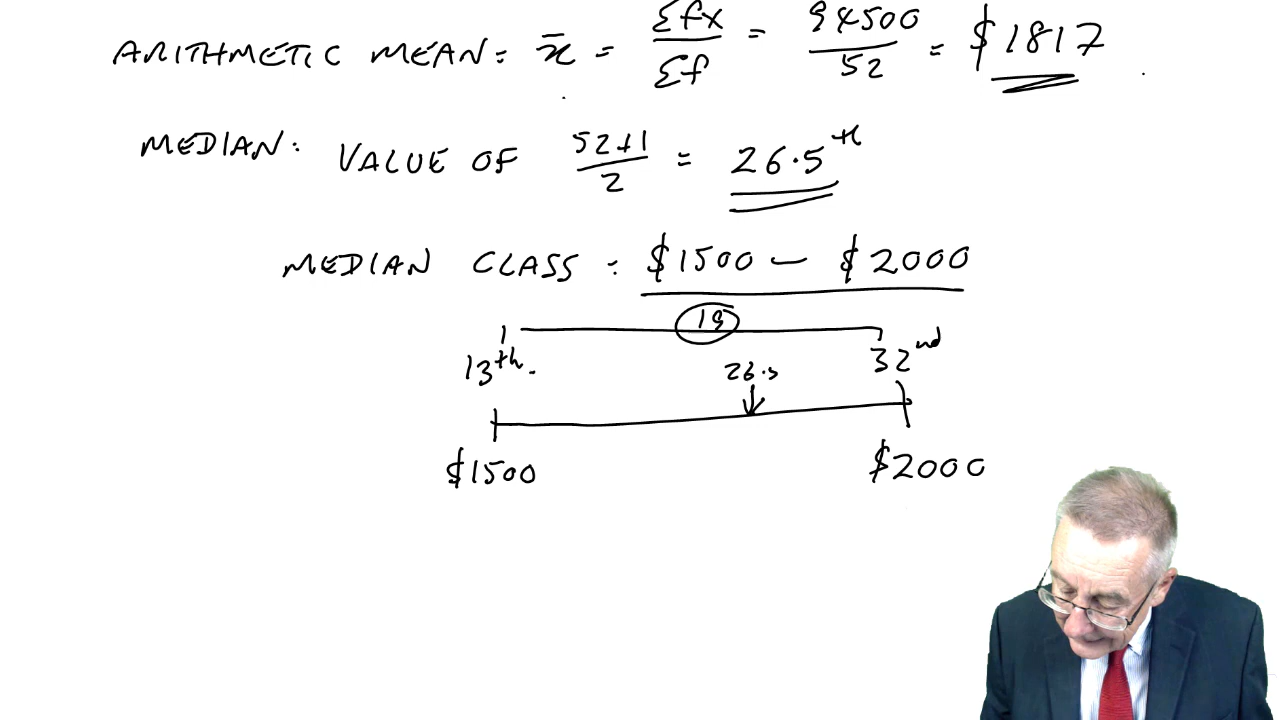 ARITHMETIC MEAN: x̄ = Σfx / Σf = 94500 / 52 = $1817
MEDIAN: VALUE OF 52+1 / 2 = 26.5th
MEDIAN CLASS: $1500 – $2000
19
13th. 32nd
26.5
$1500 $2000